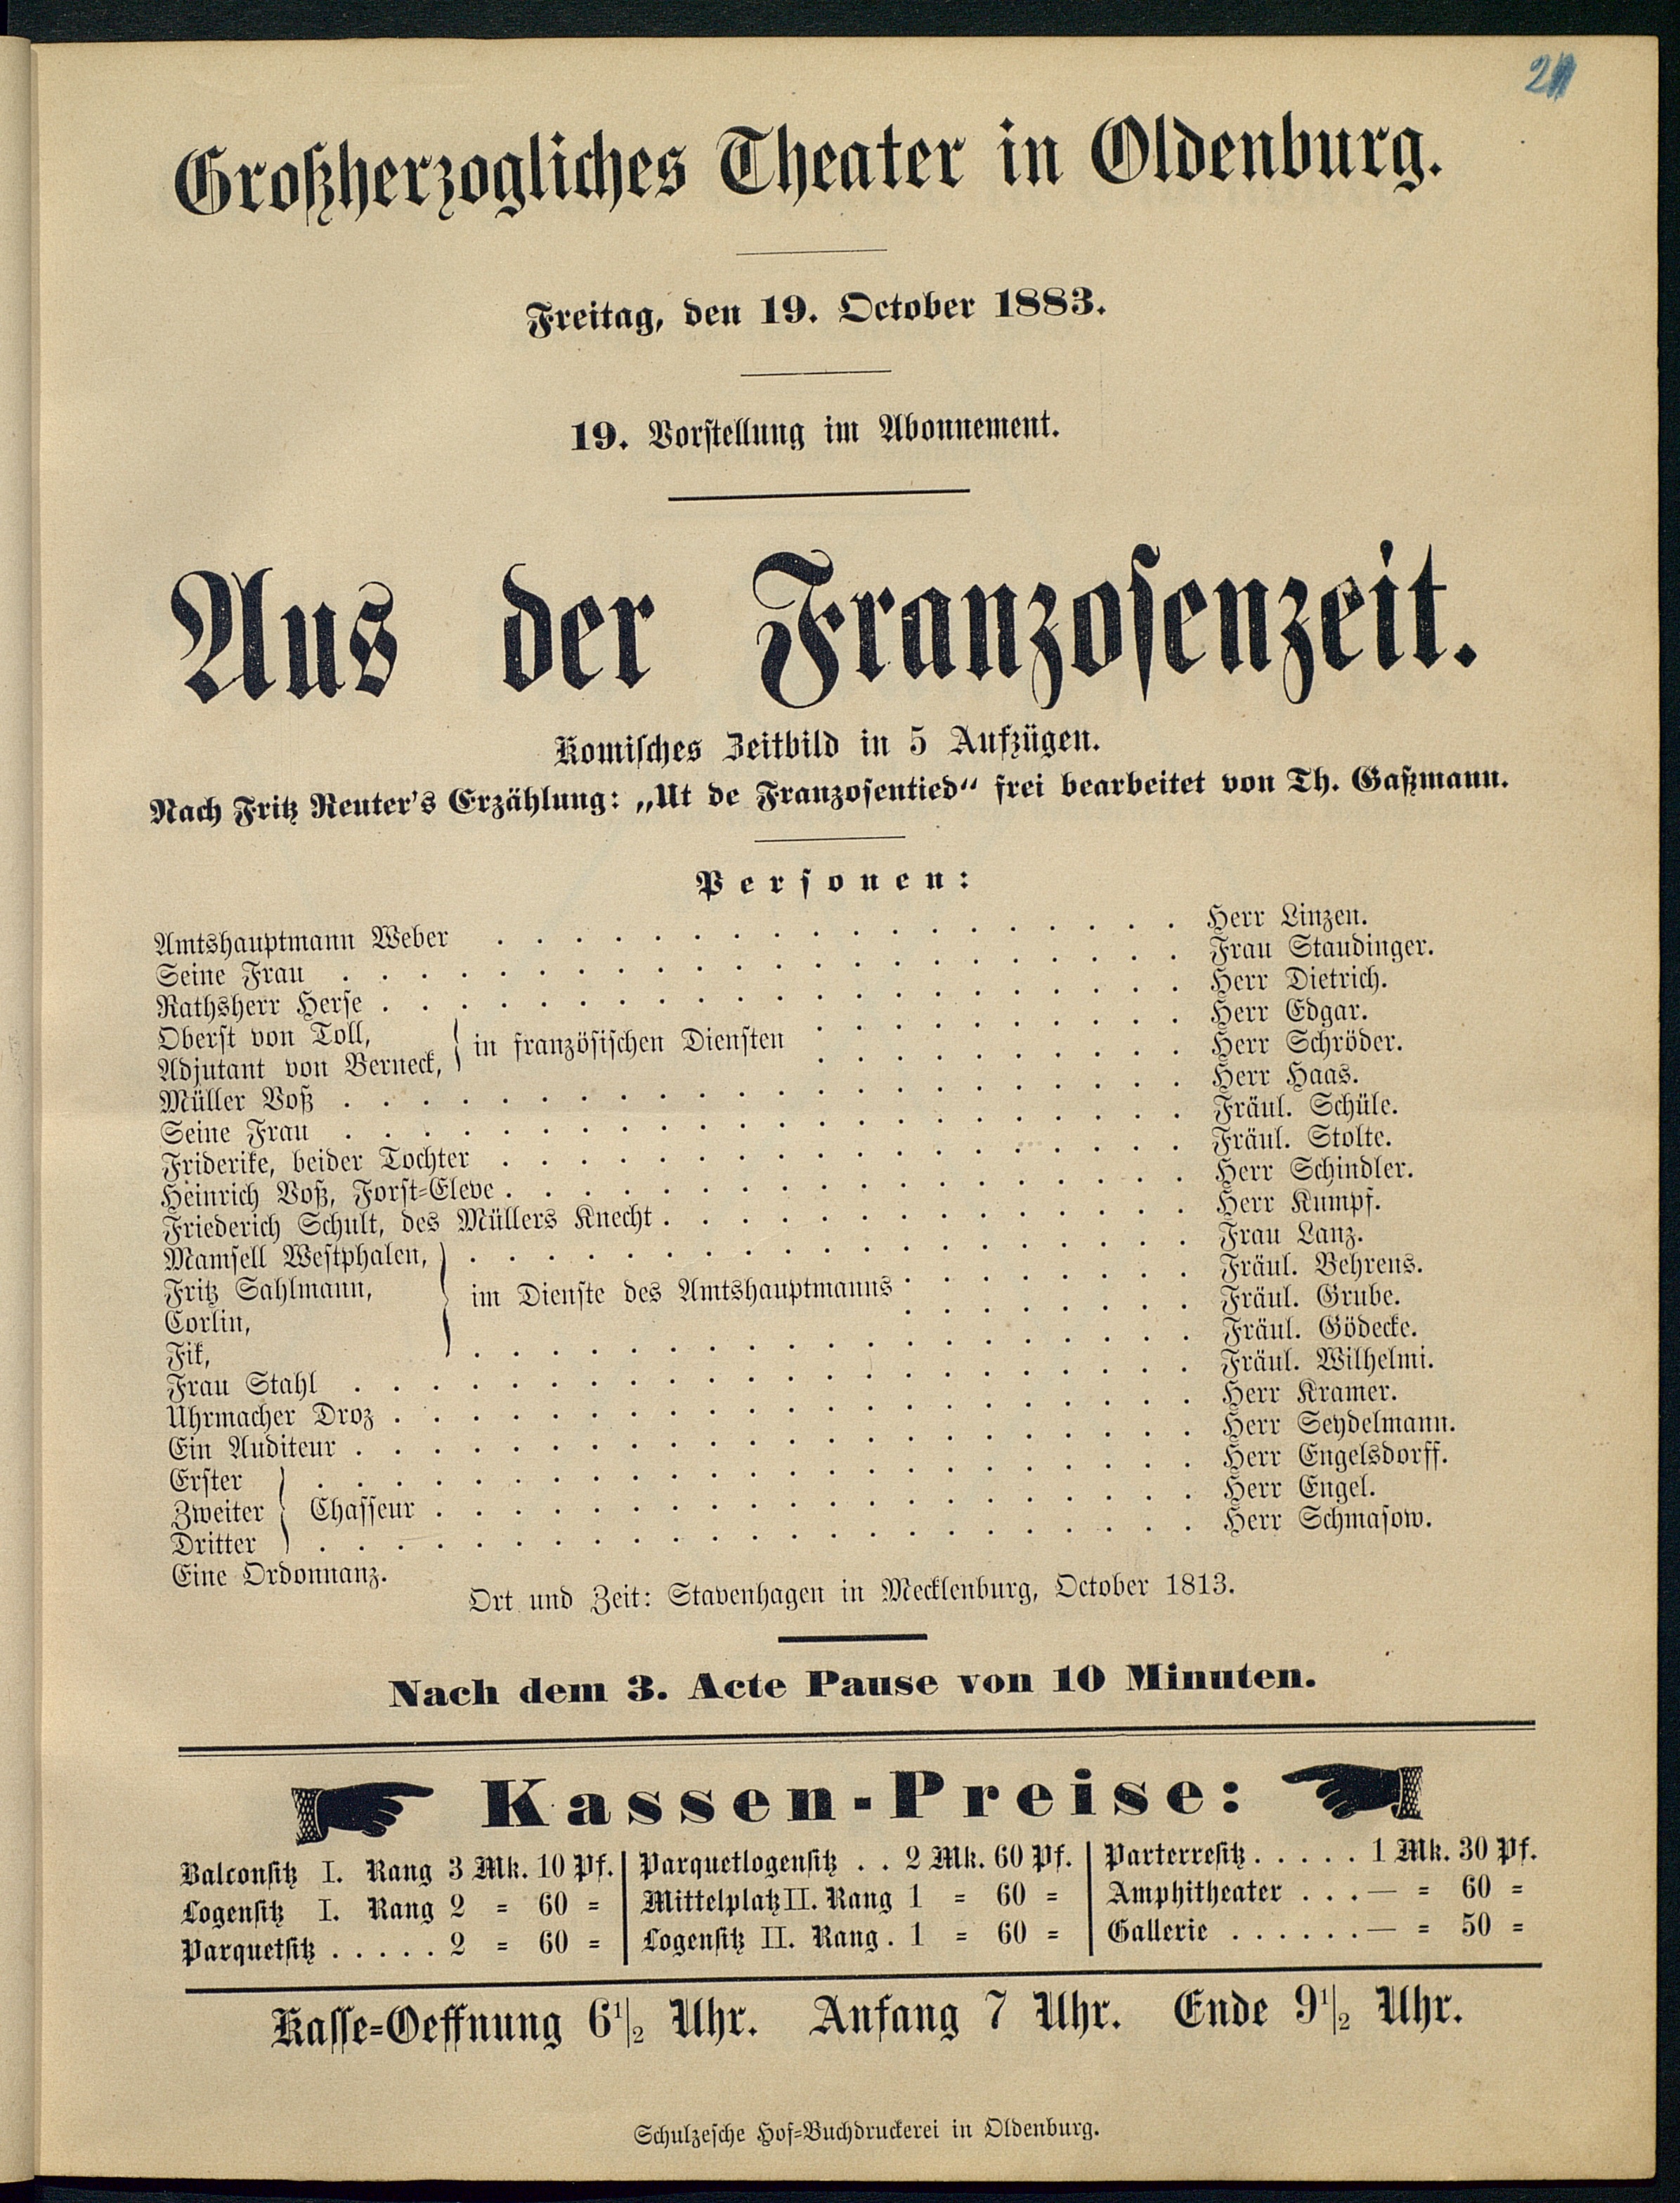 Großherzogliches Theater in Oldenburg.
Freitag, den 19. October 1883.
19. Vorstellung im Abonnement.
Aus der Franzosenzeit.
Komisches Zeitbild in 5 Aufzügen.
Nach Fritz Reuter's Erzählung: „Ut de Franzosentied“ frei bearbeitet von Th. Gaßmann.
Personen:
Amtshauptmann Weber . . . . . Herr Linzen.
Seine Frau . . . . . Frau Staudinger.
Rathsherr Herse . . . . . Herr Dietrich.
Oberst von Toll, } in französischen Diensten . . . . . Herr Edgar.
Adjutant von Berneck, } . . . . . Herr Schröder.
Müller Voß . . . . . Herr Haas.
Seine Frau . . . . . Fräul. Schüle.
Friderike, beider Tochter . . . . . Fräul. Stolte.
Heinrich Voß, Forst-Eleve . . . . . Herr Schindler.
Friederich Schult, des Müllers Knecht . . . . . Herr Kumpf.
Mamsell Westphalen, } . . . . . Frau Lanz.
Fritz Sahlmann, } im Dienste des Amtshauptmanns . . . . . Fräul. Behrens.
Corlin, } . . . . . Fräul. Grube.
Fik, } . . . . . Fräul. Gödecke.
Frau Stahl . . . . . Fräul. Wilhelmi.
Uhrmacher Droz . . . . . Herr Kramer.
Ein Auditeur . . . . . Herr Seydelmann.
Erster } . . . . . Herr Engelsdorff.
Zweiter } Chasseur . . . . . Herr Engel.
Dritter } . . . . . Herr Schmasow.
Eine Ordonnanz.
Ort und Zeit: Stavenhagen in Mecklenburg, October 1813.
Nach dem 3. Acte Pause von 10 Minuten.
Kassen-Preise:
Balconsitz I. Rang 3 Mk. 10 Pf. | Parquetlogensitz . . 2 Mk. 60 Pf. | Parterresitz . . . . . 1 Mk. 30 Pf.
Logensitz I. Rang 2 = 60 = | Mittelplatz II. Rang 1 = 60 = | Amphitheater . . . — = 60 =
Parquetsitz . . . . . 2 = 60 = | Logensitz II. Rang . 1 = 60 = | Gallerie . . . . . . — = 50 =
Kasse-Oeffnung 6½ Uhr. Anfang 7 Uhr. Ende 9½ Uhr.
Schulzesche Hof-Buchdruckerei in Oldenburg.